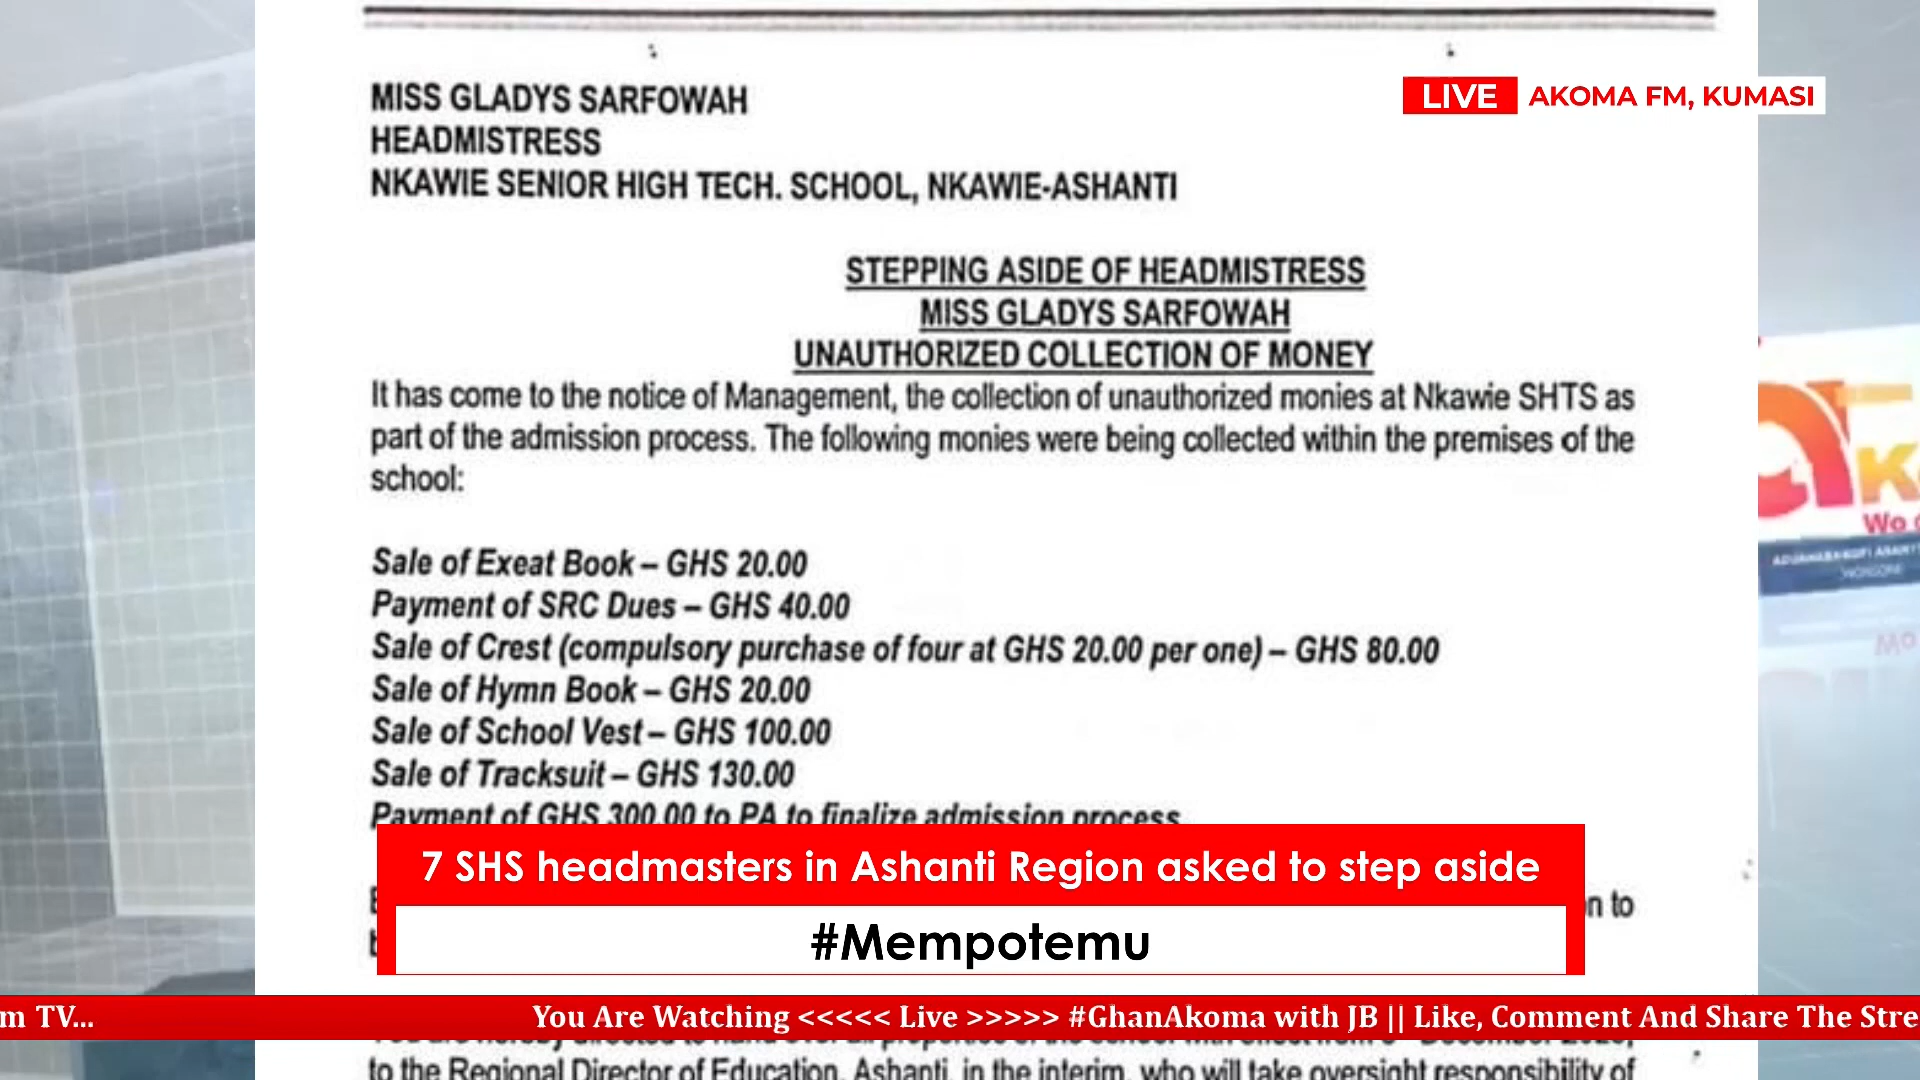 MISS GLADYS SARFOWAH
HEADMISTRESS
NKAWIE SENIOR HIGH TECH. SCHOOL, NKAWIE-ASHANTI
LIVE AKOMA FM, KUMASI
STEPPING ASIDE OF HEADMISTRESS
MISS GLADYS SARFOWAH
UNAUTHORIZED COLLECTION OF MONEY
It has come to the notice of Management, the collection of unauthorized monies at Nkawie SHTS as
part of the admission process. The following monies were being collected within the premises of the
school:
Sale of Exeat Book – GHS 20.00
Payment of SRC Dues – GHS 40.00
Sale of Crest (compulsory purchase of four at GHS 20.00 per one) – GHS 80.00
Sale of Hymn Book – GHS 20.00
Sale of School Vest – GHS 100.00
Sale of Tracksuit – GHS 130.00
Payment of GHS 300.00 to PA to finalize admission process
7 SHS headmasters in Ashanti Region asked to step aside
to
#Mempotemu
m TV... You Are Watching <<<<< Live >>>>> #GhanAkoma with JB || Like, Comment And Share The Stre
to the Regional Director of Education, Ashanti, in the interim, who will take oversight responsibility of